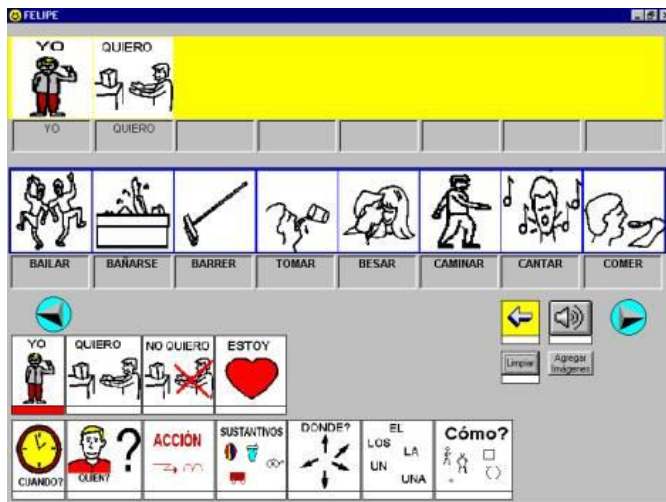 FELIPE
YO QUIERO
YO QUIERO
BAILAR BAÑARSE BARRER TOMAR BESAR CAMINAR CANTAR COMER
Limpiar Agregar
Imágenes
YO QUIERO NO QUIERO ESTOY
CUANDO? QUIEN? ? ACCIÓN SUSTANTIVOS DONDE? EL Cómo?
LOS LA
UN
UNA